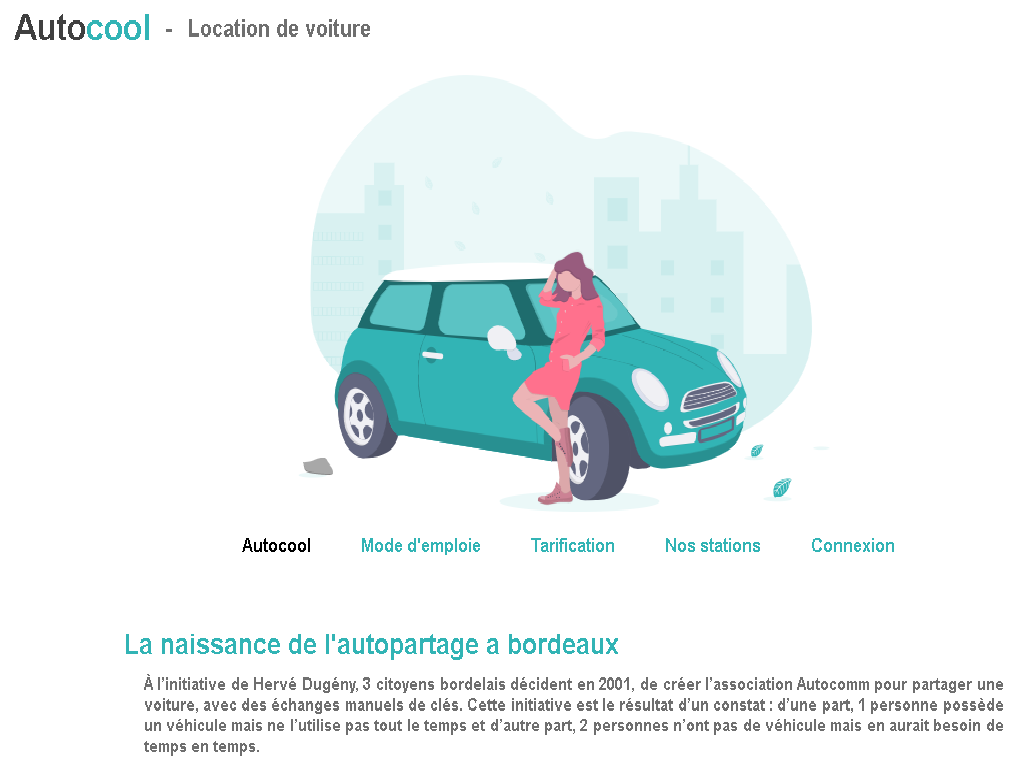 Autocool - Location de voiture
Autocool Mode d'emploie Tarification Nos stations Connexion
La naissance de l'autopartage a bordeaux
À l’initiative de Hervé Dugény, 3 citoyens bordelais décident en 2001, de créer l’association Autocomm pour partager une
voiture, avec des échanges manuels de clés. Cette initiative est le résultat d’un constat : d’une part, 1 personne possède
un véhicule mais ne l’utilise pas tout le temps et d’autre part, 2 personnes n’ont pas de véhicule mais en aurait besoin de
temps en temps.